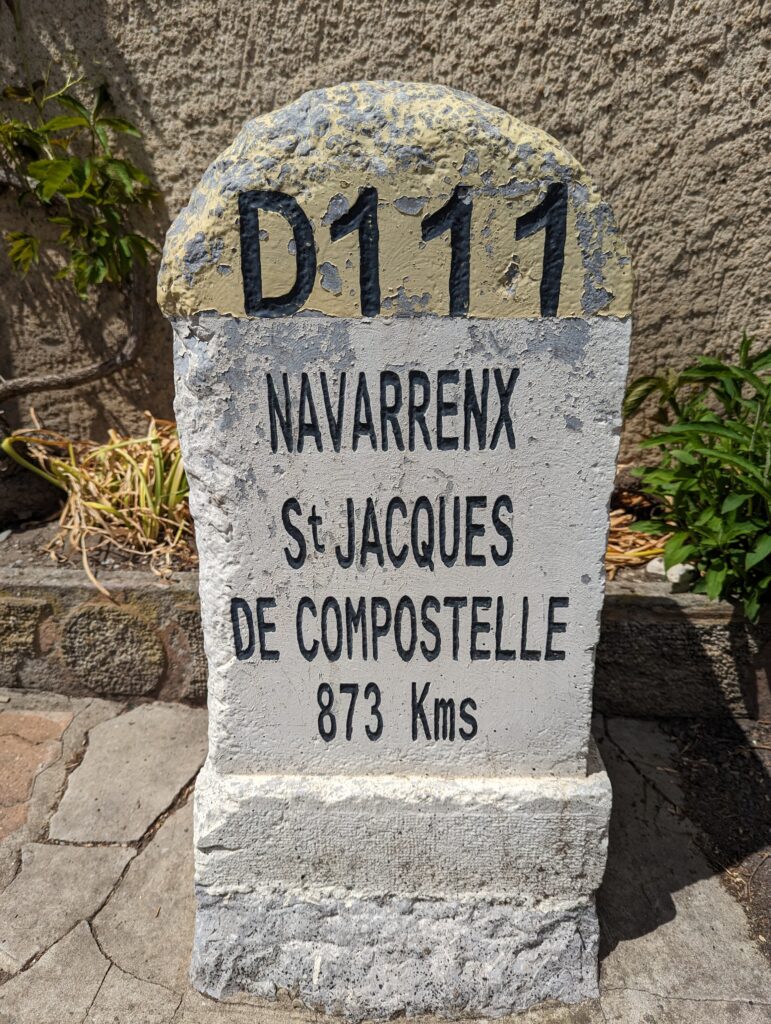 D111
NAVARRENX
St JACQUES
DE COMPOSTELLE
873 Kms